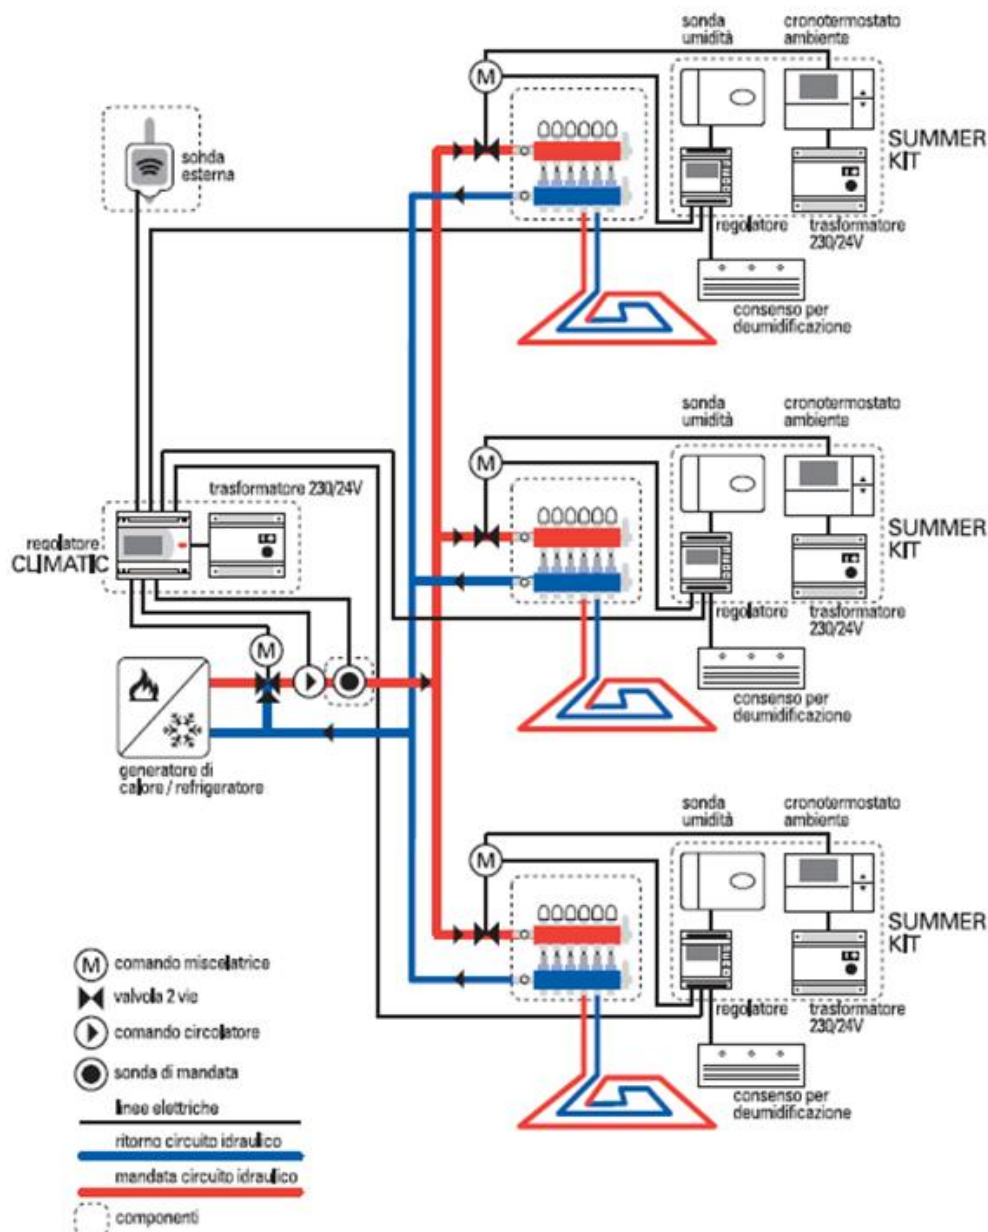 sonda
umidità
cronotermostato
ambiente
M
sonda
esterna
SUMMER
KIT
regolatore
trasformatore
230/24V
consenso per
deumidificazione
sonda
umidità
cronotermostato
ambiente
M
trasformatore 230/24V
regolatore
CLIMATIC
SUMMER
KIT
regolatore
trasformatore
230/24V
M
consenso per
deumidificazione
generatore di
calore / refrigeratore
sonda
umidità
cronotermostato
ambiente
M
SUMMER
KIT
regolatore
trasformatore
230/24V
consenso per
deumidificazione
M comando miscelatrice
valvola 2 vie
comando circolatore
sonda di mandata
linee elettriche
ritorno circuito idraulico
mandata circuito idraulico
componenti